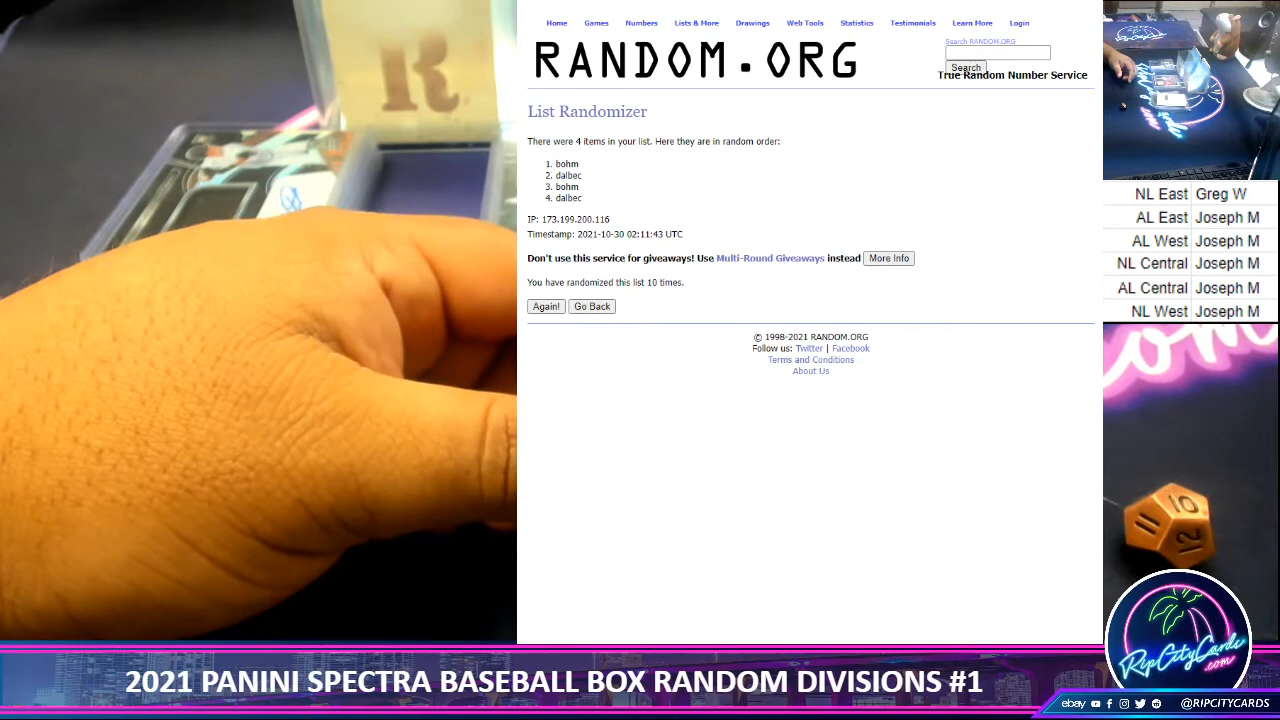 R
Home Games Numbers Lists & More Drawings Web Tools Statistics Testimonials Learn More Login
RANDOM.ORG
Search RANDOM.ORG
Search
True Random Number Service
List Randomizer
There were 4 items in your list. Here they are in random order:
1. bohm
2. dalbec
3. bohm
4. dalbec
IP: 173.199.200.116
Timestamp: 2021-10-30 02:11:43 UTC
Don't use this service for giveaways! Use Multi-Round Giveaways instead More Info
You have randomized this list 10 times.
Again! Go Back
© 1998-2021 RANDOM.ORG
Follow us: Twitter | Facebook
Terms and Conditions
About Us
NL East Greg W
AL East Joseph M
AL West Joseph M
NL Central Joseph M
AL Central Joseph M
NL West Joseph M
10
11
12
RipCityCards
.com
2021 PANINI SPECTRA BASEBALL BOX RANDOM DIVISIONS #1
ebay @RIPCITYCARDS